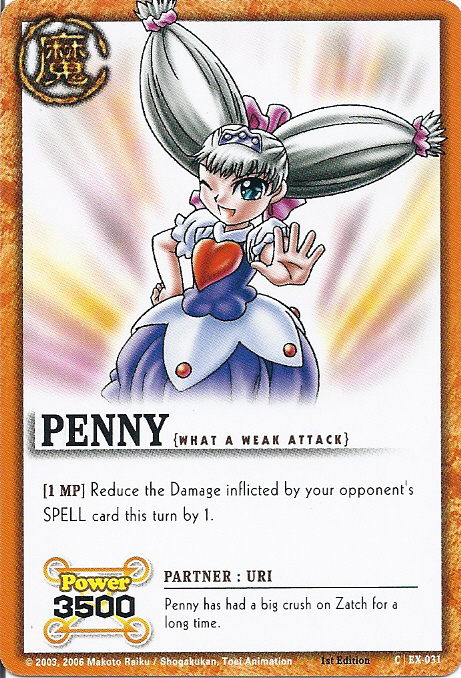 魔
PENNY {WHAT A WEAK ATTACK}
[1 MP] Reduce the Damage inflicted by your opponent's
SPELL card this turn by 1.
Power
3500
PARTNER : URI
Penny has had a big crush on Zatch for a
long time.
© 2003, 2006 Makoto Raiku / Shogakukan, Toei Animation 1st Edition C EX-031